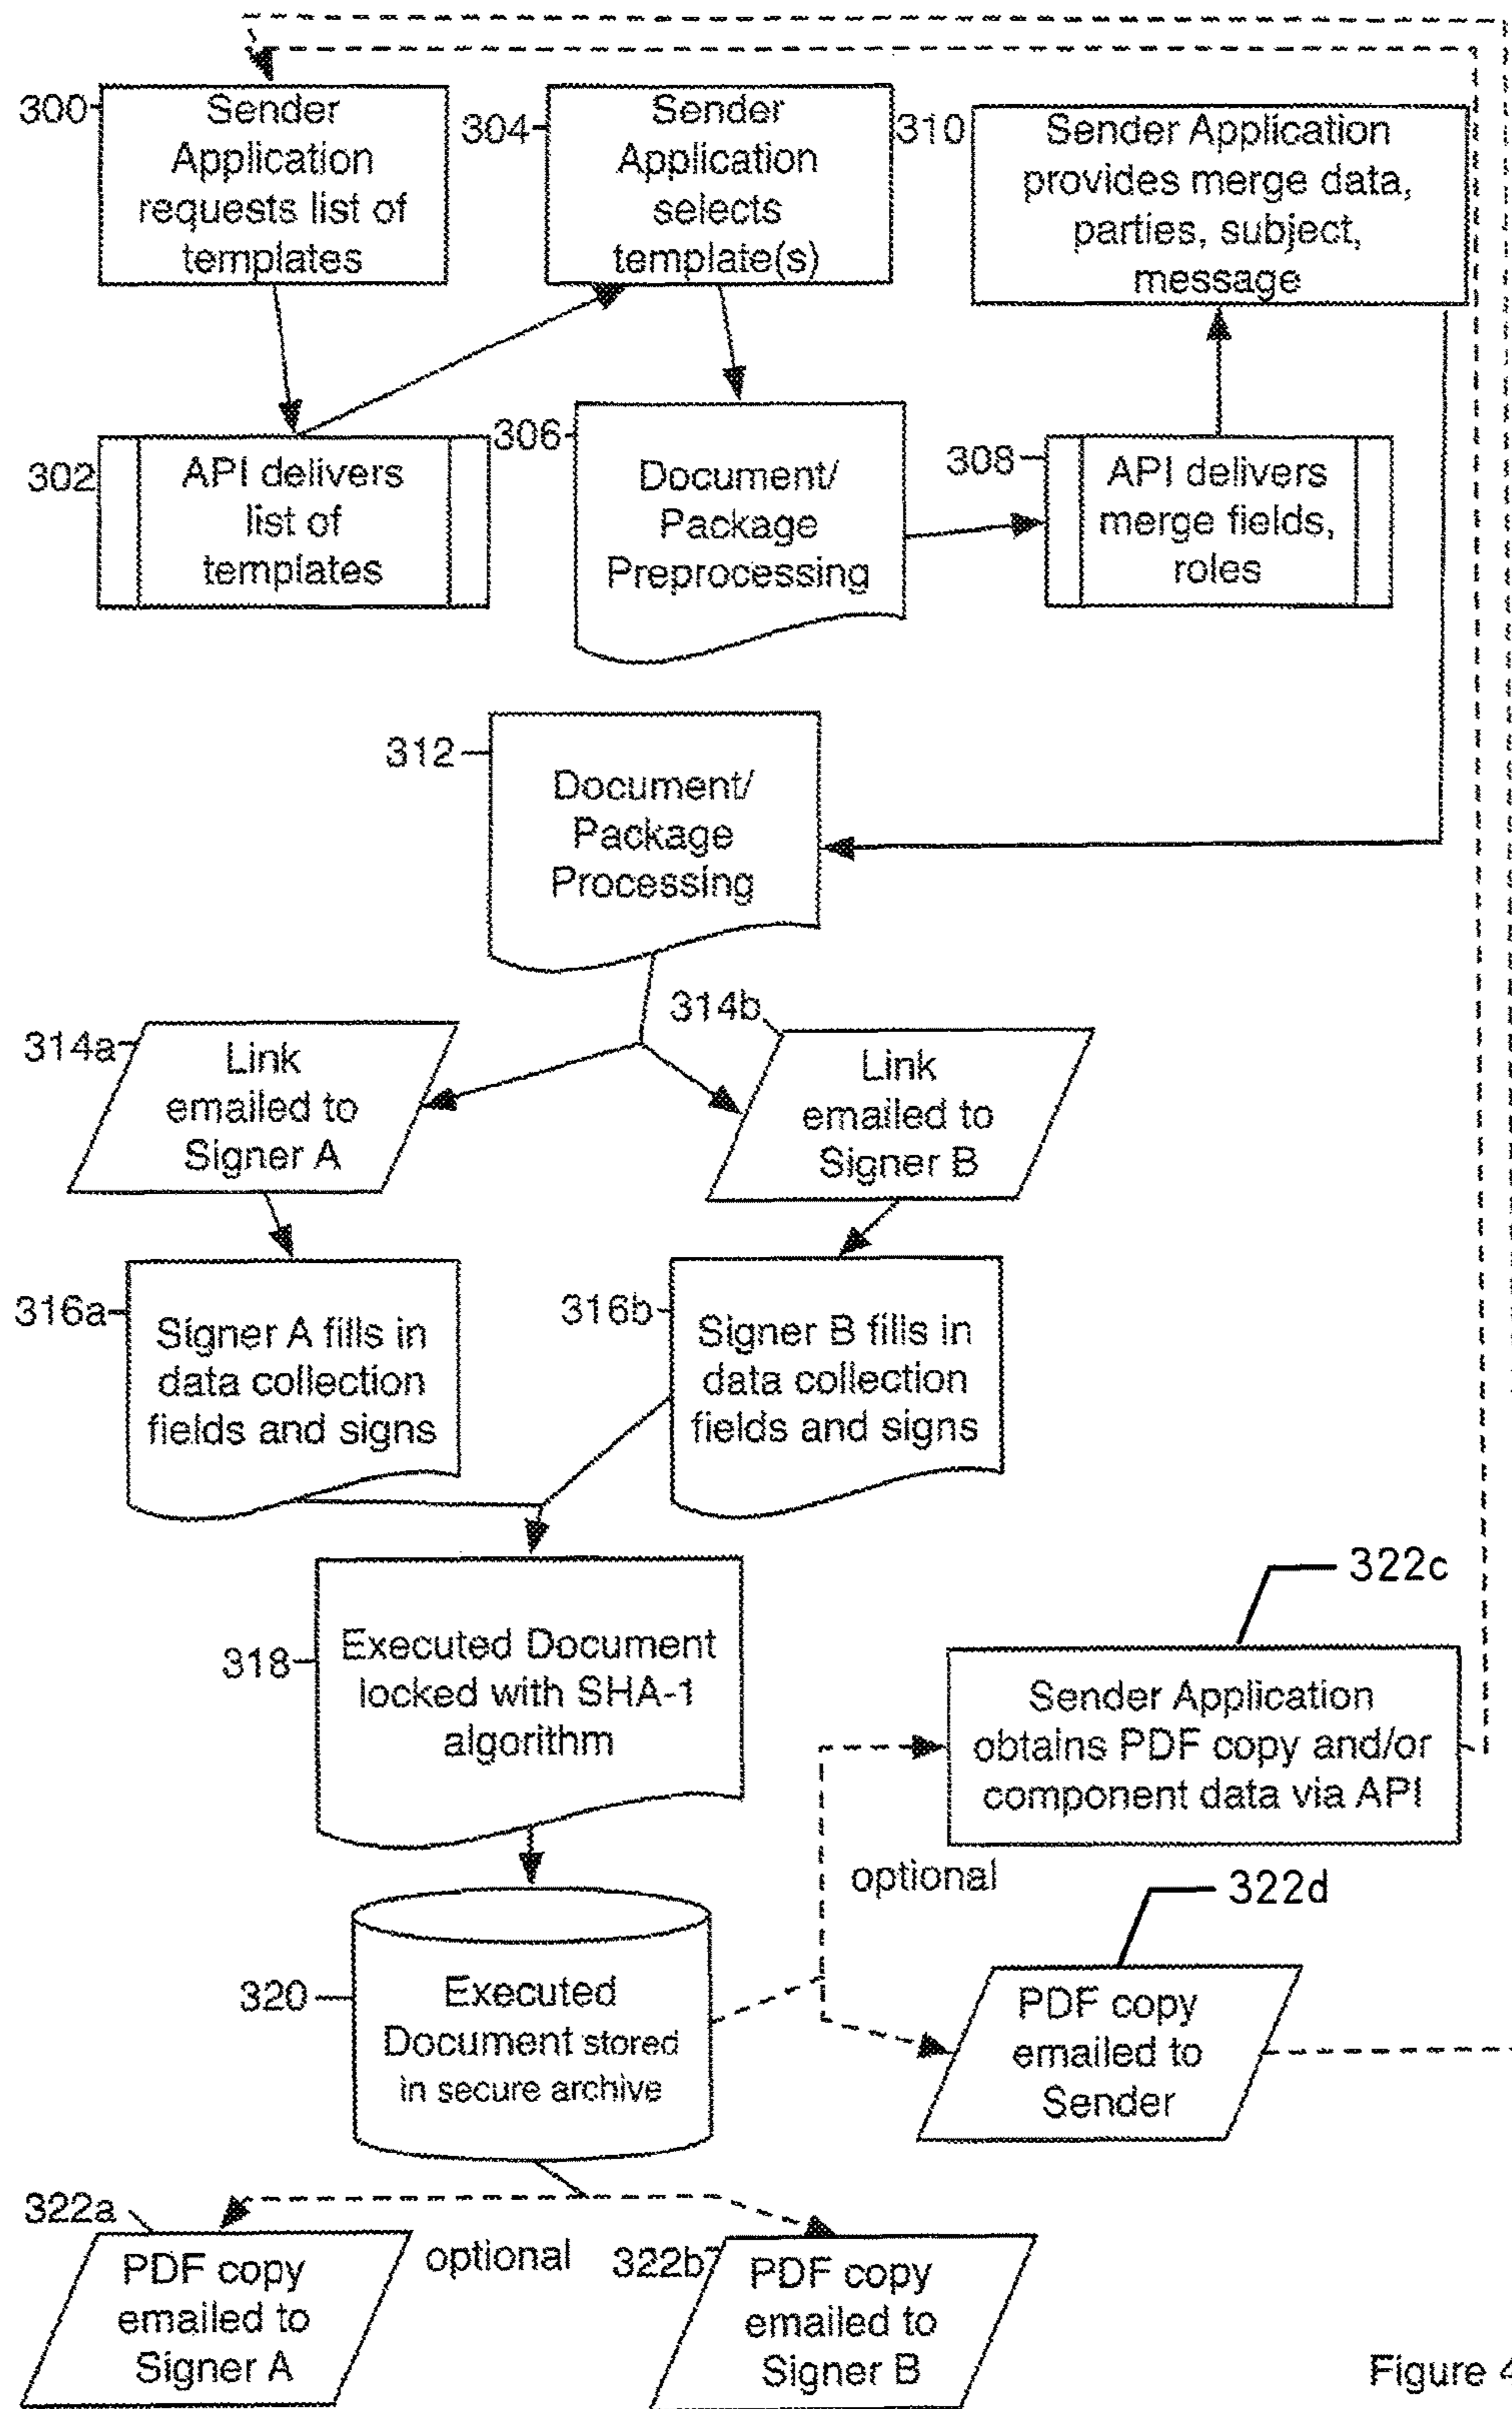 300
Sender
Application
requests list of
templates
304
Sender
Application
selects
template(s)
310
Sender Application
provides merge data,
parties, subject,
message
302
API delivers
list of
templates
306
Document/
Package
Preprocessing
308
API delivers
merge fields,
roles
312
Document/
Package
Processing
314a
Link
emailed to
Signer A
314b
Link
emailed to
Signer B
316a
Signer A fills in
data collection
fields and signs
316b
Signer B fills in
data collection
fields and signs
318
Executed Document
locked with SHA-1
algorithm
322c
Sender Application
obtains PDF copy and/or
component data via API
optional
320
Executed
Document stored
in secure archive
322d
PDF copy
emailed to
Sender
322a
PDF copy
emailed to
Signer A
optional
322b
PDF copy
emailed to
Signer B
Figure 4